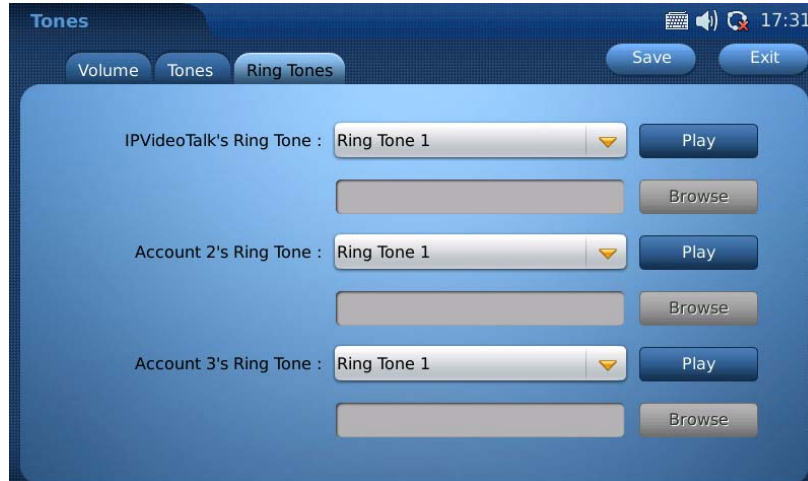 Tones
17:31
Volume
Tones
Ring Tones
Save
Exit
IPVideoTalk's Ring Tone :
Ring Tone 1
Play
Browse
Account 2's Ring Tone :
Ring Tone 1
Play
Browse
Account 3's Ring Tone :
Ring Tone 1
Play
Browse